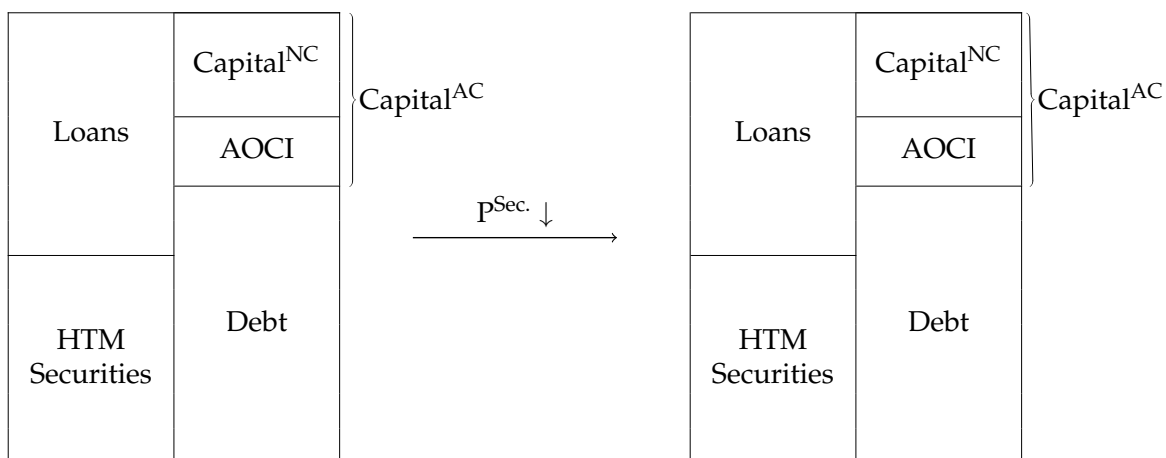 Loans
Capital^NC
AOCI
Capital^AC
HTM
Securities
Debt
P^Sec. ↓
Loans
Capital^NC
AOCI
Capital^AC
HTM
Securities
Debt